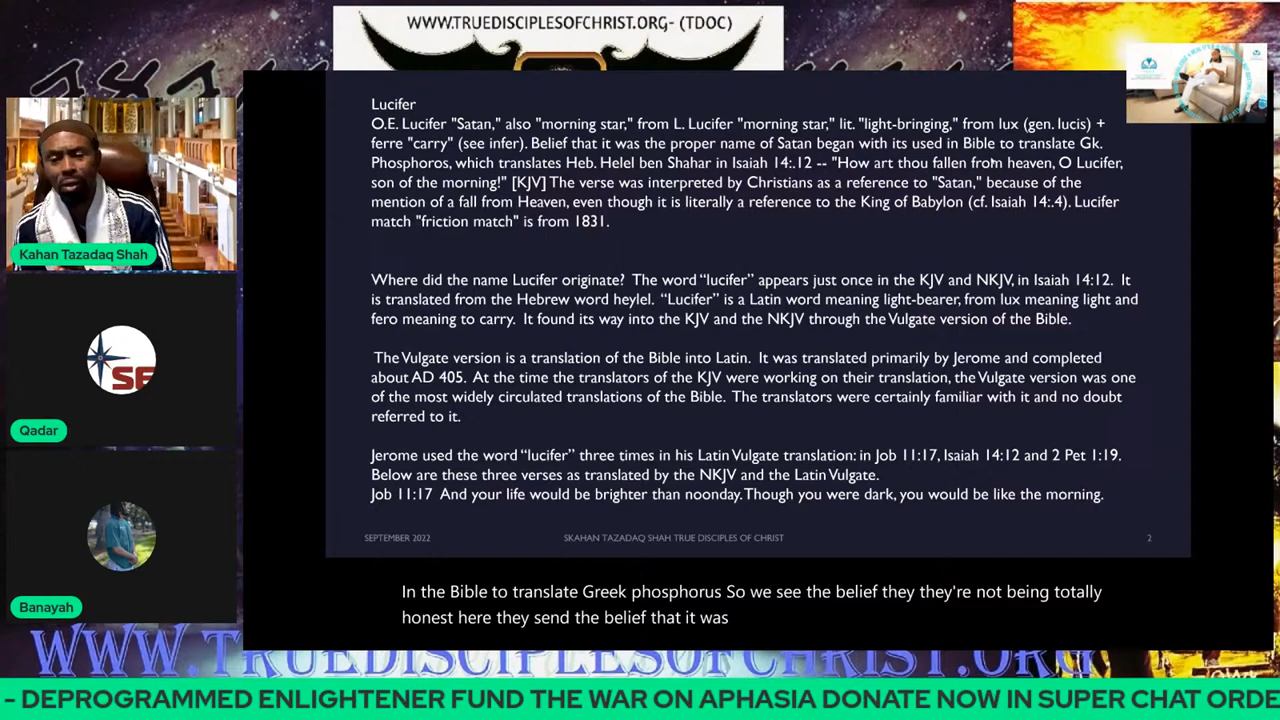 WWW.TRUEDISCIPLESOFCHRIST.ORG- (TDOC)
Lucifer
O.E. Lucifer "Satan," also "morning star," from L. Lucifer "morning star," lit. "light-bringing," from lux (gen. lucis) +
ferre "carry" (see infer). Belief that it was the proper name of Satan began with its used in Bible to translate Gk.
Phosphoros, which translates Heb. Helel ben Shahar in Isaiah 14:.12 -- "How art thou fallen from heaven, O Lucifer,
son of the morning!" [KJV] The verse was interpreted by Christians as a reference to "Satan," because of the
mention of a fall from Heaven, even though it is literally a reference to the King of Babylon (cf. Isaiah 14:.4). Lucifer
match "friction match" is from 1831.
Where did the name Lucifer originate?  The word “lucifer” appears just once in the KJV and NKJV, in Isaiah 14:12.  It
is translated from the Hebrew word heylel.  “Lucifer” is a Latin word meaning light-bearer, from lux meaning light and
fero meaning to carry.  It found its way into the KJV and the NKJV through the Vulgate version of the Bible.
The Vulgate version is a translation of the Bible into Latin.  It was translated primarily by Jerome and completed
about AD 405.  At the time the translators of the KJV were working on their translation, the Vulgate version was one
of the most widely circulated translations of the Bible.  The translators were certainly familiar with it and no doubt
referred to it.
Jerome used the word “lucifer” three times in his Latin Vulgate translation: in Job 11:17, Isaiah 14:12 and 2 Pet 1:19.
Below are these three verses as translated by the NKJV and the Latin Vulgate.
Job 11:17  And your life would be brighter than noonday. Though you were dark, you would be like the morning.
SEPTEMBER 2022
SKAHAN TAZADAQ SHAH TRUE DISCIPLES OF CHRIST
2
Kahan Tazadaq Shah
SE
Qadar
Banayah
In the Bible to translate Greek phosphorus So we see the belief they they're not being totally
honest here they send the belief that it was
WWW.TRUEDISCIPLESOFCHRIST.ORG
- DEPROGRAMMED ENLIGHTENER FUND THE WAR ON APHASIA DONATE NOW IN SUPER CHAT ORDE